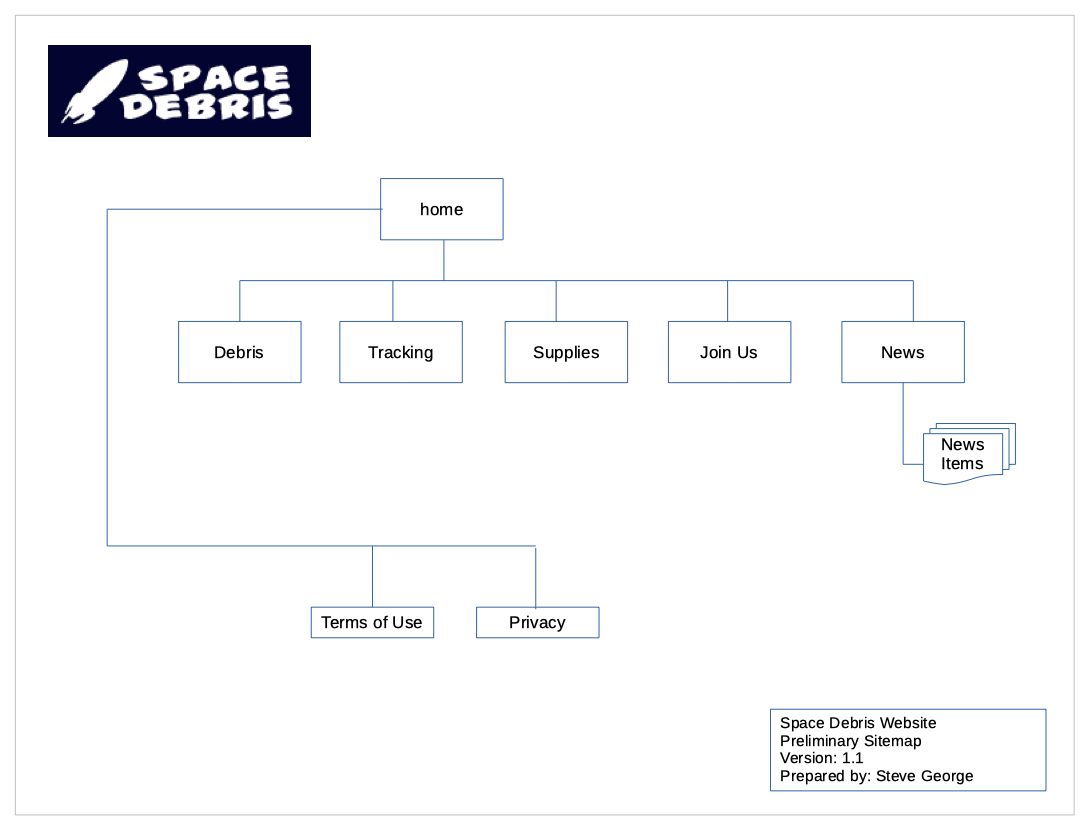 SPACE
DEBRIS
home
Debris
Tracking
Supplies
Join Us
News
News
Items
Terms of Use
Privacy
Space Debris Website
Preliminary Sitemap
Version: 1.1
Prepared by: Steve George